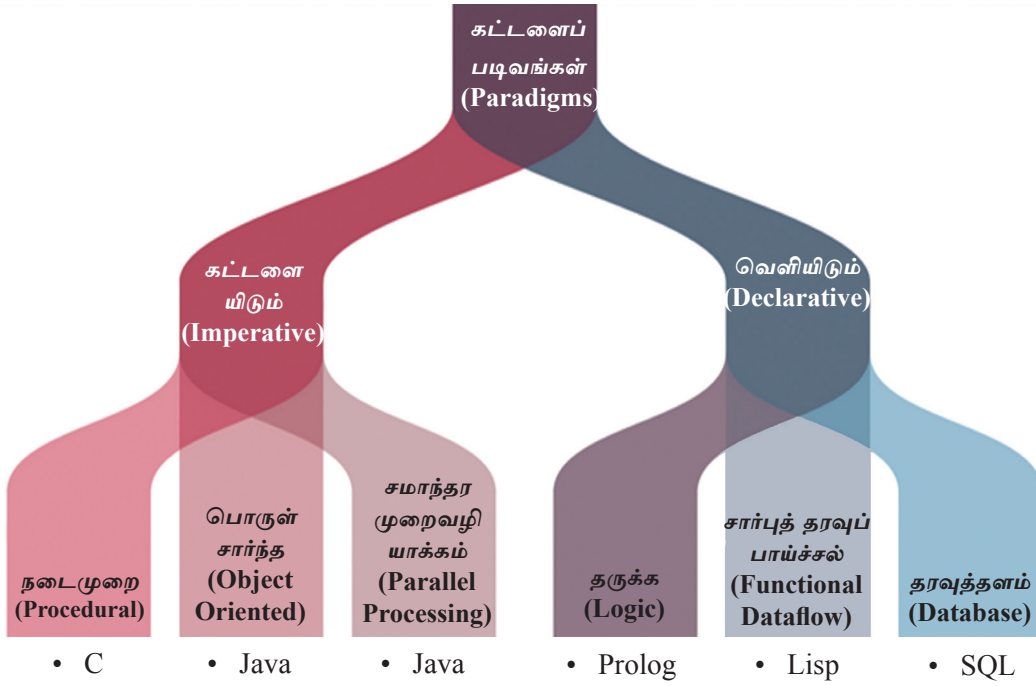 கட்டளைப்
படிவங்கள்
(Paradigms)
கட்டளை
யிடும்
(Imperative)
வெளியிடும்
(Declarative)
நடைமுறை
(Procedural)
பொருள்
சார்ந்த
(Object
Oriented)
சமாந்தர
முறைவழி
யாக்கம்
(Parallel
Processing)
தருக்க
(Logic)
சார்புத் தரவுப்
பாய்ச்சல்
(Functional
Dataflow)
தரவுத்தளம்
(Database)
• C
• Java
• Java
• Prolog
• Lisp
• SQL